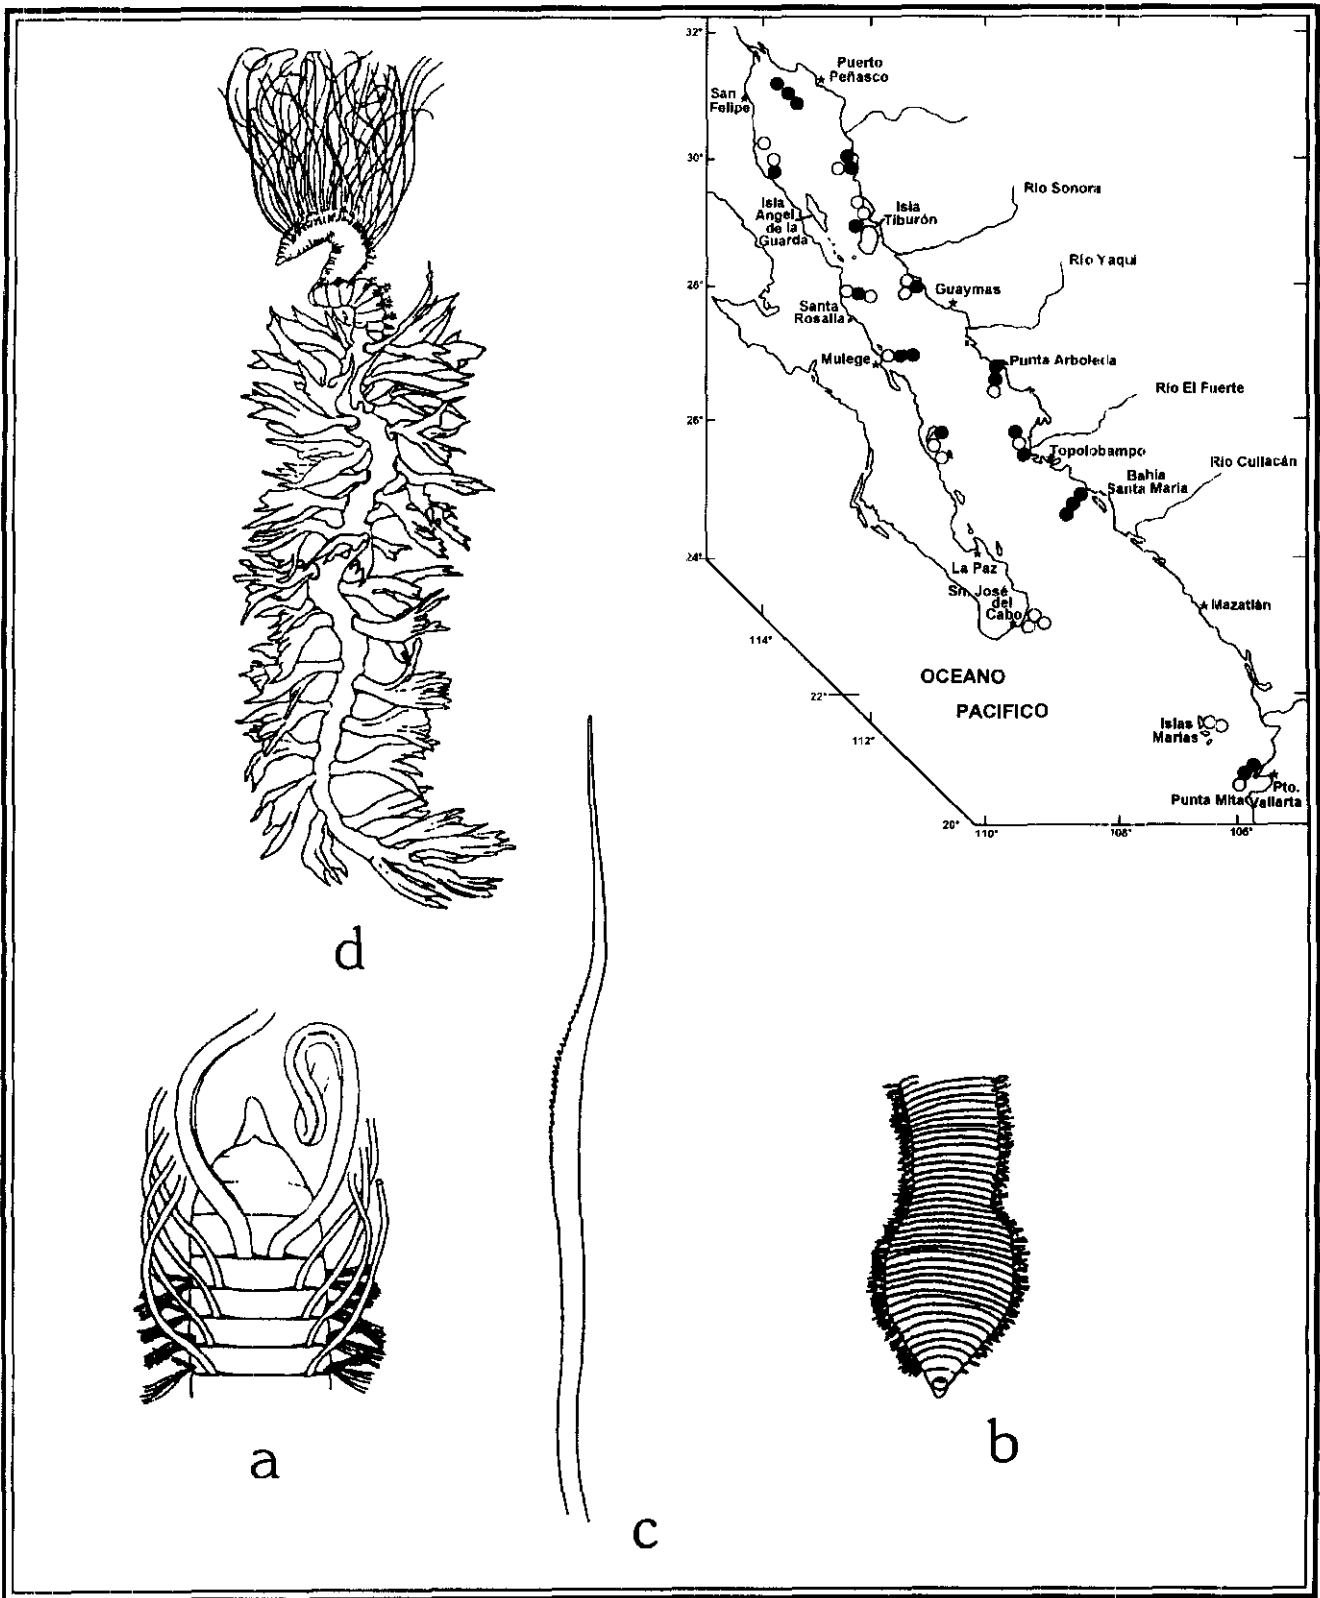 32°
Puerto
Peñasco
San
Felipe
30°
Río Sonora
Isla
Tiburón
Isla
Angel
de la
Guarda
Río Yaqui
28°
Guaymas
Santa
Rosalía
Mulege
Punta Arboleda
Río El Fuerte
26°
Topolobampo
Río Culiacán
Bahía
Santa María
24°
La Paz
Sn. José
del
Cabo
Mazatlán
114°
OCEANO
22°
PACIFICO
112°
Islas
Marías
Pto.
Punta Mita Vallarta
20°
110°
108°
106°
d
a
b
c